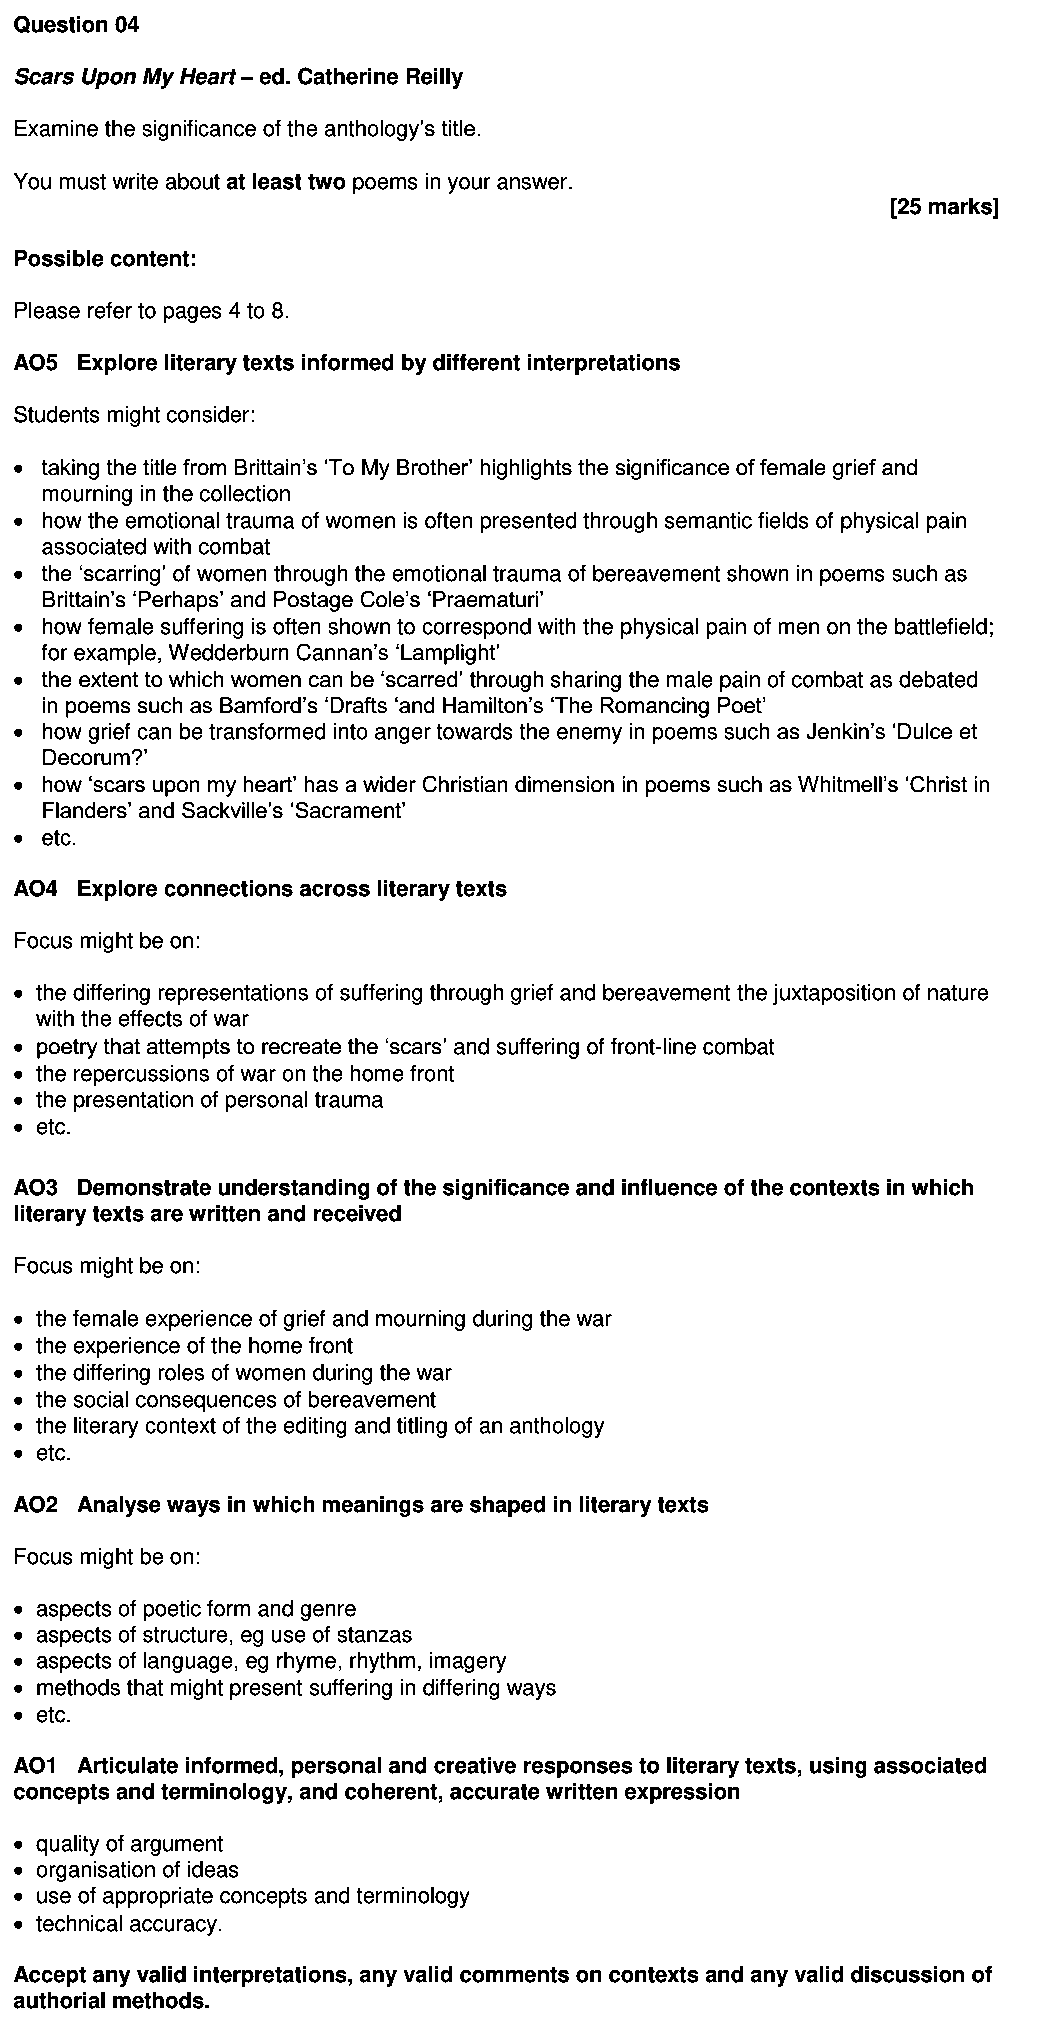 Question 04
Scars Upon My Heart – ed. Catherine Reilly
Examine the significance of the anthology's title.
You must write about at least two poems in your answer.
[25 marks]
Possible content:
Please refer to pages 4 to 8.
AO5 Explore literary texts informed by different interpretations
Students might consider:
• taking the title from Brittain's ‘To My Brother’ highlights the significance of female grief and
mourning in the collection
• how the emotional trauma of women is often presented through semantic fields of physical pain
associated with combat
• the ‘scarring’ of women through the emotional trauma of bereavement shown in poems such as
Brittain's ‘Perhaps’ and Postage Cole's ‘Praematuri’
• how female suffering is often shown to correspond with the physical pain of men on the battlefield;
for example, Wedderburn Cannan's ‘Lamplight’
• the extent to which women can be ‘scarred’ through sharing the male pain of combat as debated
in poems such as Bamford's ‘Drafts ‘and Hamilton's ‘The Romancing Poet’
• how grief can be transformed into anger towards the enemy in poems such as Jenkin's ‘Dulce et
Decorum?’
• how ‘scars upon my heart’ has a wider Christian dimension in poems such as Whitmell's ‘Christ in
Flanders’ and Sackville's ‘Sacrament’
• etc.
AO4 Explore connections across literary texts
Focus might be on:
• the differing representations of suffering through grief and bereavement the juxtaposition of nature
with the effects of war
• poetry that attempts to recreate the ‘scars’ and suffering of front-line combat
• the repercussions of war on the home front
• the presentation of personal trauma
• etc.
AO3 Demonstrate understanding of the significance and influence of the contexts in which
literary texts are written and received
Focus might be on:
• the female experience of grief and mourning during the war
• the experience of the home front
• the differing roles of women during the war
• the social consequences of bereavement
• the literary context of the editing and titling of an anthology
• etc.
AO2 Analyse ways in which meanings are shaped in literary texts
Focus might be on:
• aspects of poetic form and genre
• aspects of structure, eg use of stanzas
• aspects of language, eg rhyme, rhythm, imagery
• methods that might present suffering in differing ways
• etc.
AO1 Articulate informed, personal and creative responses to literary texts, using associated
concepts and terminology, and coherent, accurate written expression
• quality of argument
• organisation of ideas
• use of appropriate concepts and terminology
• technical accuracy.
Accept any valid interpretations, any valid comments on contexts and any valid discussion of
authorial methods.